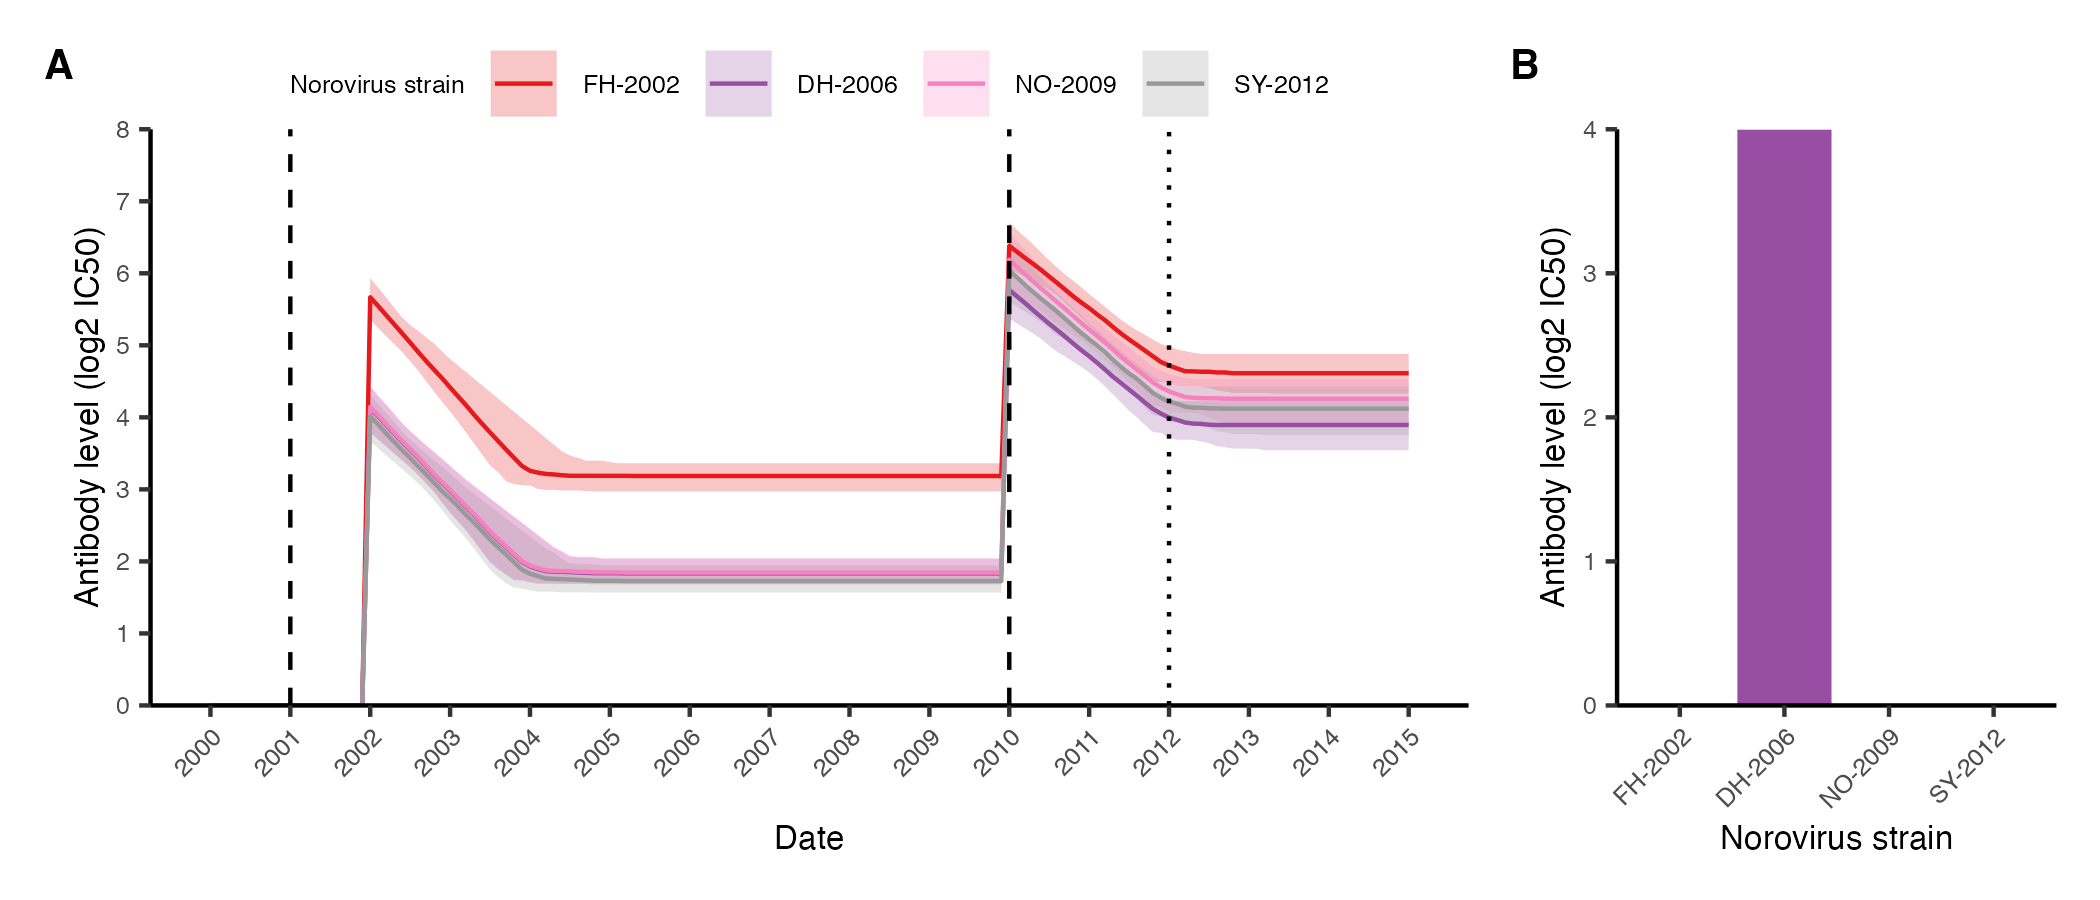 A
Norovirus strain FH-2002 DH-2006 NO-2009 SY-2012
Antibody level (log2 IC50)
8
7
6
5
4
3
2
1
0
2000 2001 2002 2003 2004 2005 2006 2007 2008 2009 2010 2011 2012 2013 2014 2015
Date
B
Antibody level (log2 IC50)
4
3
2
1
0
FH-2002 DH-2006 NO-2009 SY-2012
Norovirus strain